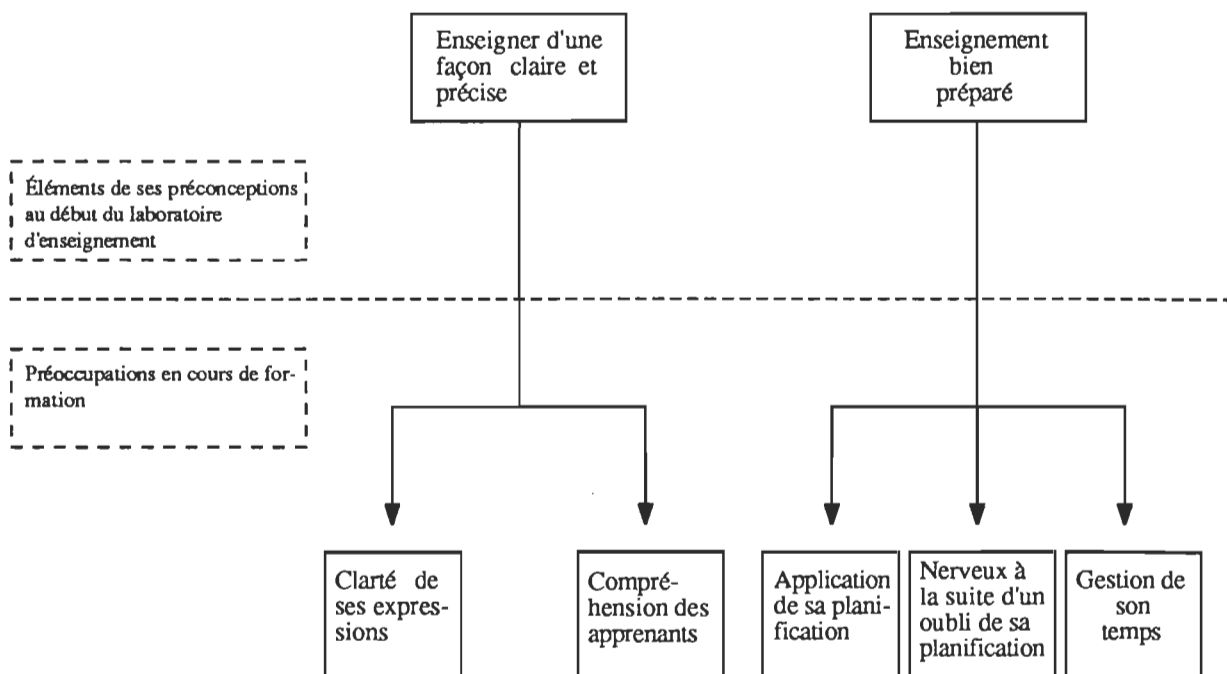 Enseigner d'une
façon claire et
précise
Enseignement
bien
préparé
Éléments de ses préconceptions
au début du laboratoire
d'enseignement
Préoccupations en cours de for-
mation
Clarté de
ses expres-
sions
Compré-
hension des
apprenants
Application
de sa plani-
fication
Nerveux à
la suite d'un
oubli de sa
planification
Gestion de
son
temps